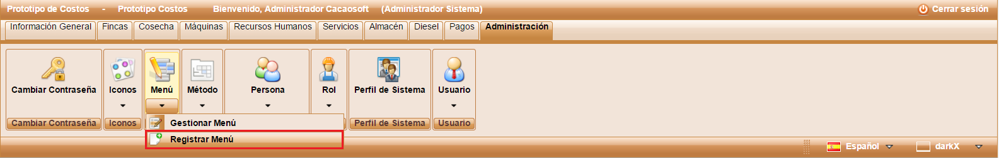 Prototipo de Costos - Prototipo Costos Bienvenido, Administrador Cacaosoft (Administrador Sistema) Cerrar sesión
Información General Fincas Cosecha Máquinas Recursos Humanos Servicios Almacén Diesel Pagos Administración
Cambiar Contraseña Iconos Menú Método Persona Rol Perfil de Sistema Usuario
Cambiar Contraseña Iconos Perfil de Sistema Usuario
Gestionar Menú
Registrar Menú
Español darkX